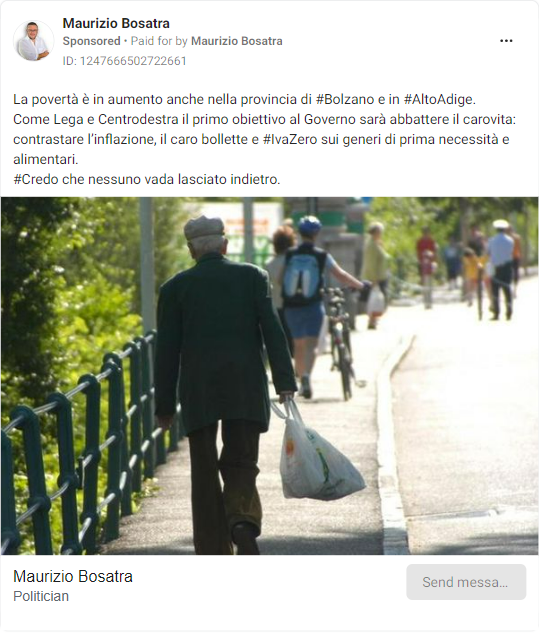 Maurizio Bosatra
Sponsored • Paid for by Maurizio Bosatra
ID: 1247666502722661
La povertà è in aumento anche nella provincia di #Bolzano e in #AltoAdige.
Come Lega e Centrodestra il primo obiettivo al Governo sarà abbattere il carovita:
contrastare l'inflazione, il caro bollette e #IvaZero sui generi di prima necessità e
alimentari.
#Credo che nessuno vada lasciato indietro.
Maurizio Bosatra
Politician
Send messa...